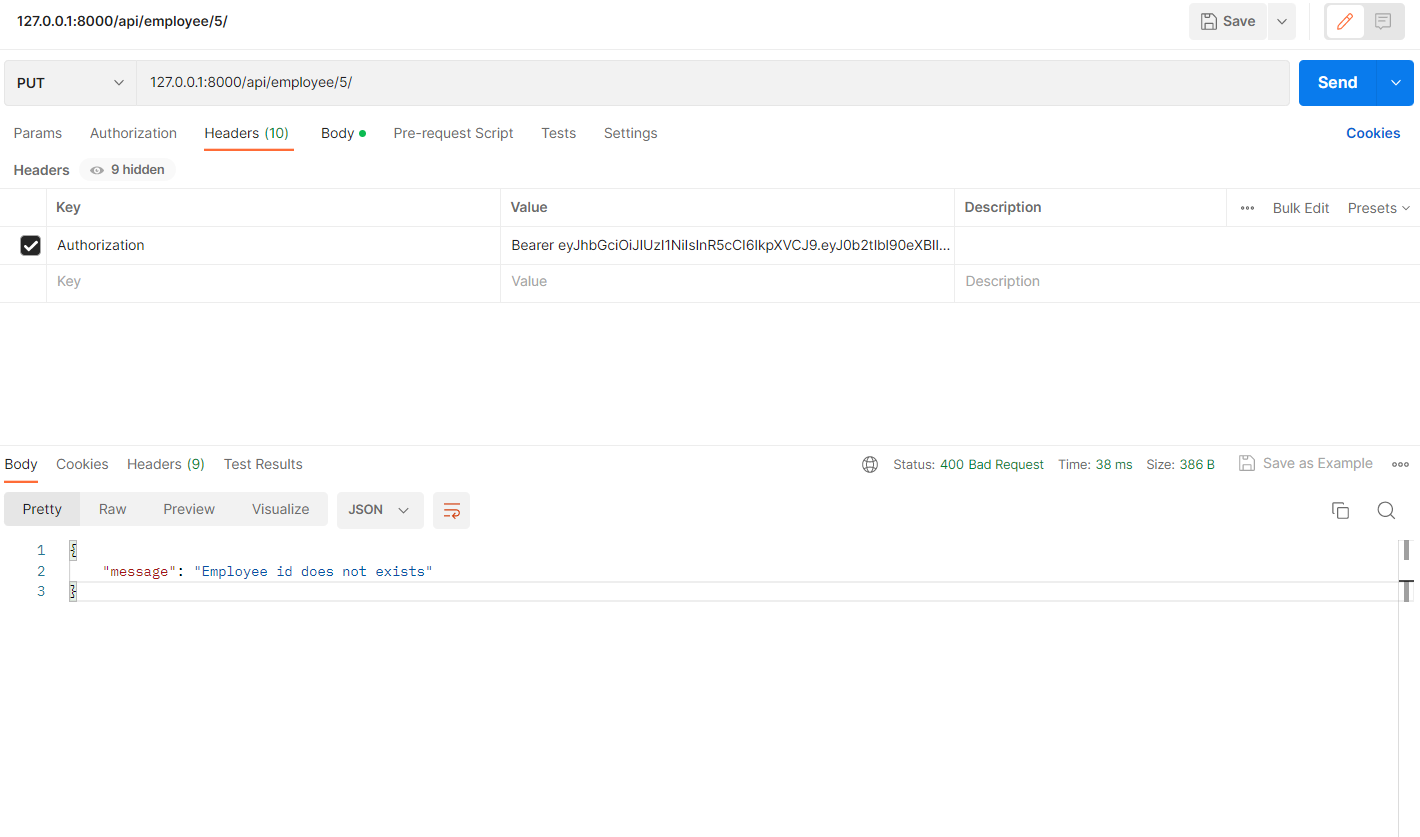 127.0.0.1:8000/api/employee/5/
Save
PUT
127.0.0.1:8000/api/employee/5/
Send
Params Authorization Headers (10) Body Pre-request Script Tests Settings Cookies
Headers 9 hidden
Key Value Description Bulk Edit Presets
Authorization Bearer eyJhbGciOiJIUzI1NiIsInR5cCI6IkpXVCJ9.eyJ0b2tlbl90eXBlIl...
Key Value Description
Body Cookies Headers (9) Test Results Status: 400 Bad Request Time: 38 ms Size: 386 B Save as Example
Pretty Raw Preview Visualize JSON
1 {
2 "message": "Employee id does not exists"
3 }